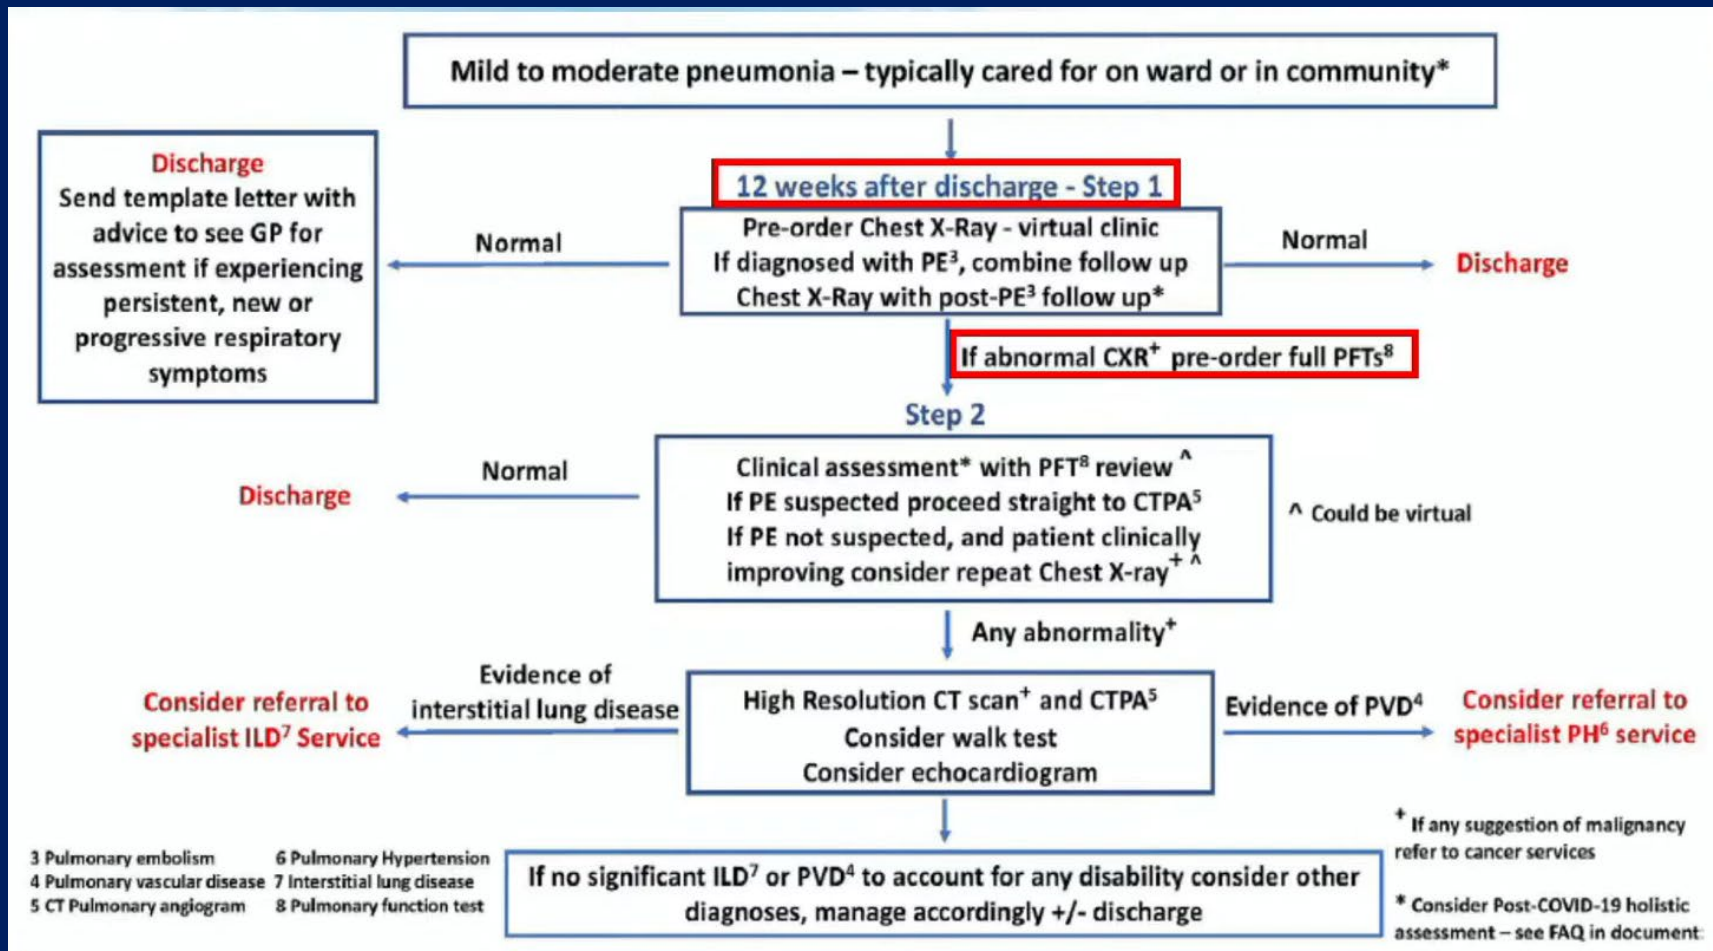 Mild to moderate pneumonia – typically cared for on ward or in community*
Discharge
Send template letter with
advice to see GP for
assessment if experiencing
persistent, new or
progressive respiratory
symptoms
Normal
12 weeks after discharge - Step 1
Pre-order Chest X-Ray - virtual clinic
If diagnosed with PE³, combine follow up
Chest X-Ray with post-PE³ follow up*
Normal
Discharge
If abnormal CXR⁺ pre-order full PFTs⁸
Step 2
Discharge
Normal
Clinical assessment* with PFT⁸ review ^
If PE suspected proceed straight to CTPA⁵
If PE not suspected, and patient clinically
improving consider repeat Chest X-ray⁺ ^
^ Could be virtual
Any abnormality⁺
Consider referral to
specialist ILD⁷ Service
Evidence of
interstitial lung disease
High Resolution CT scan⁺ and CTPA⁵
Consider walk test
Consider echocardiogram
Evidence of PVD⁴
Consider referral to
specialist PH⁶ service
If no significant ILD⁷ or PVD⁴ to account for any disability consider other
diagnoses, manage accordingly +/- discharge
3 Pulmonary embolism
4 Pulmonary vascular disease
5 CT Pulmonary angiogram
6 Pulmonary Hypertension
7 Interstitial lung disease
8 Pulmonary function test
⁺ If any suggestion of malignancy
refer to cancer services
* Consider Post-COVID-19 holistic
assessment – see FAQ in document